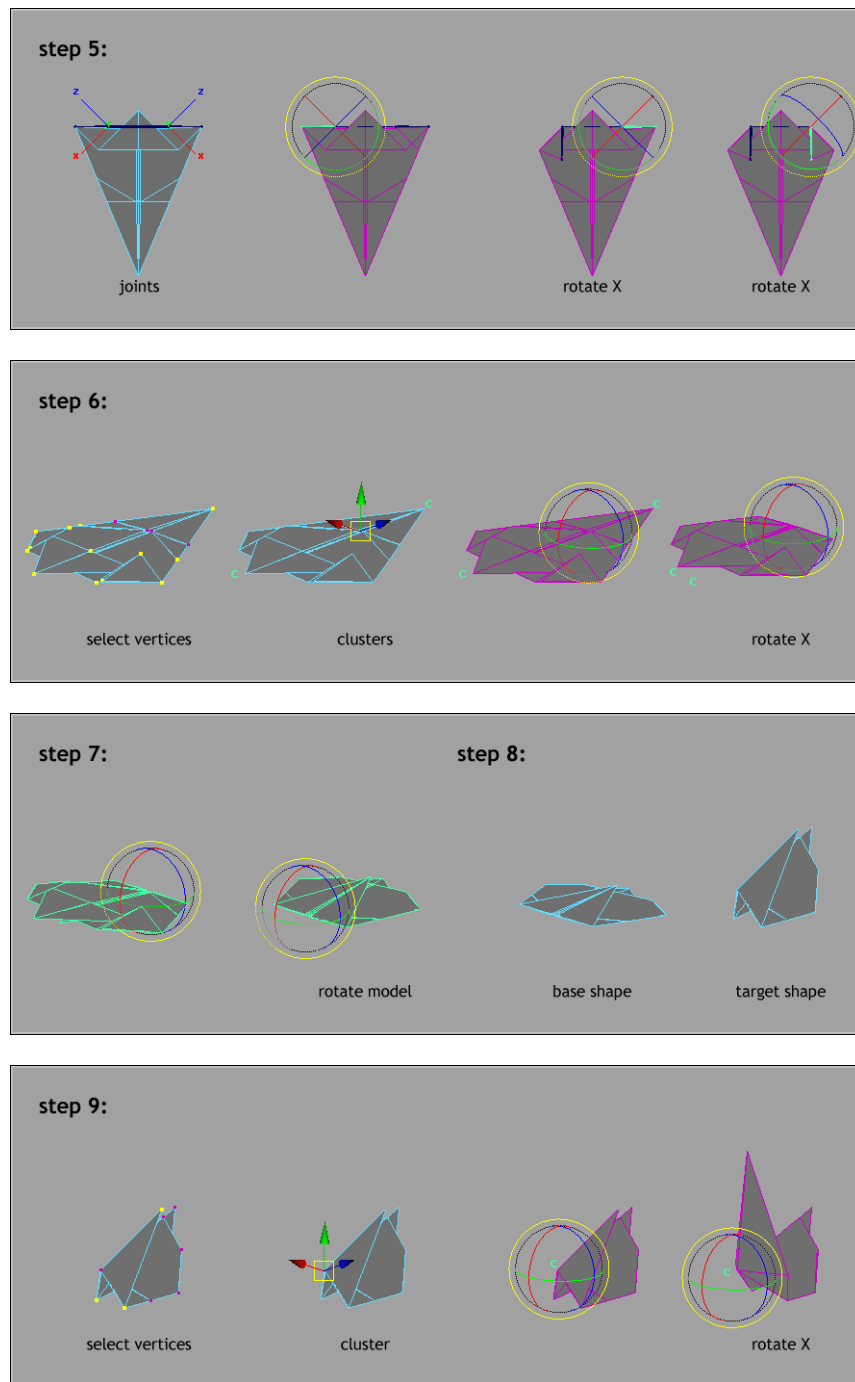 step 5:
z z
x x
joints rotate X rotate X
step 6:
C
C
C
C
C
C
select vertices clusters rotate X
step 7: step 8:
rotate model base shape target shape
step 9:
C
C
select vertices cluster rotate X